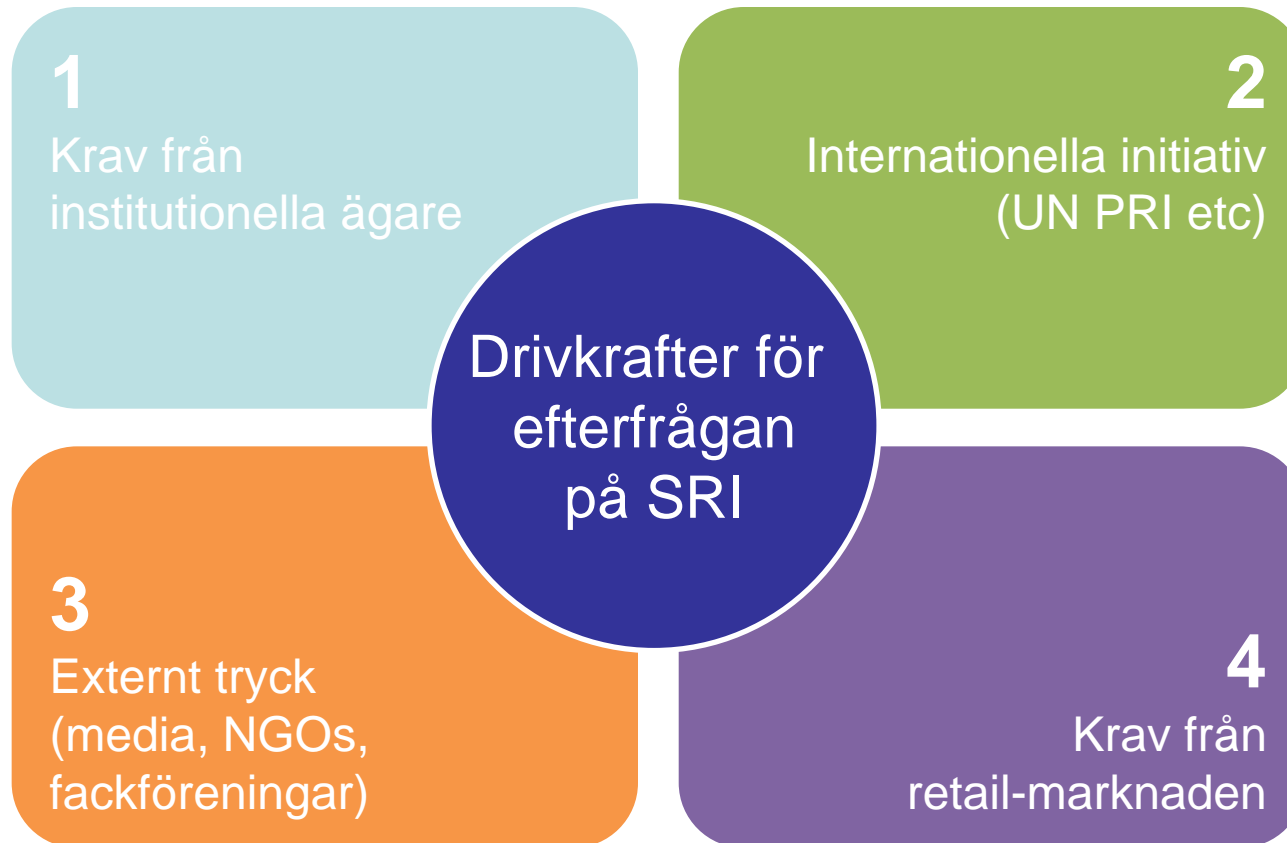 1
Krav från
institutionella ägare
2
Internationella initiativ
(UN PRI etc)
Drivkrafter för
efterfrågan
på SRI
3
Externt tryck
(media, NGOs,
fackföreningar)
4
Krav från
retail-marknaden